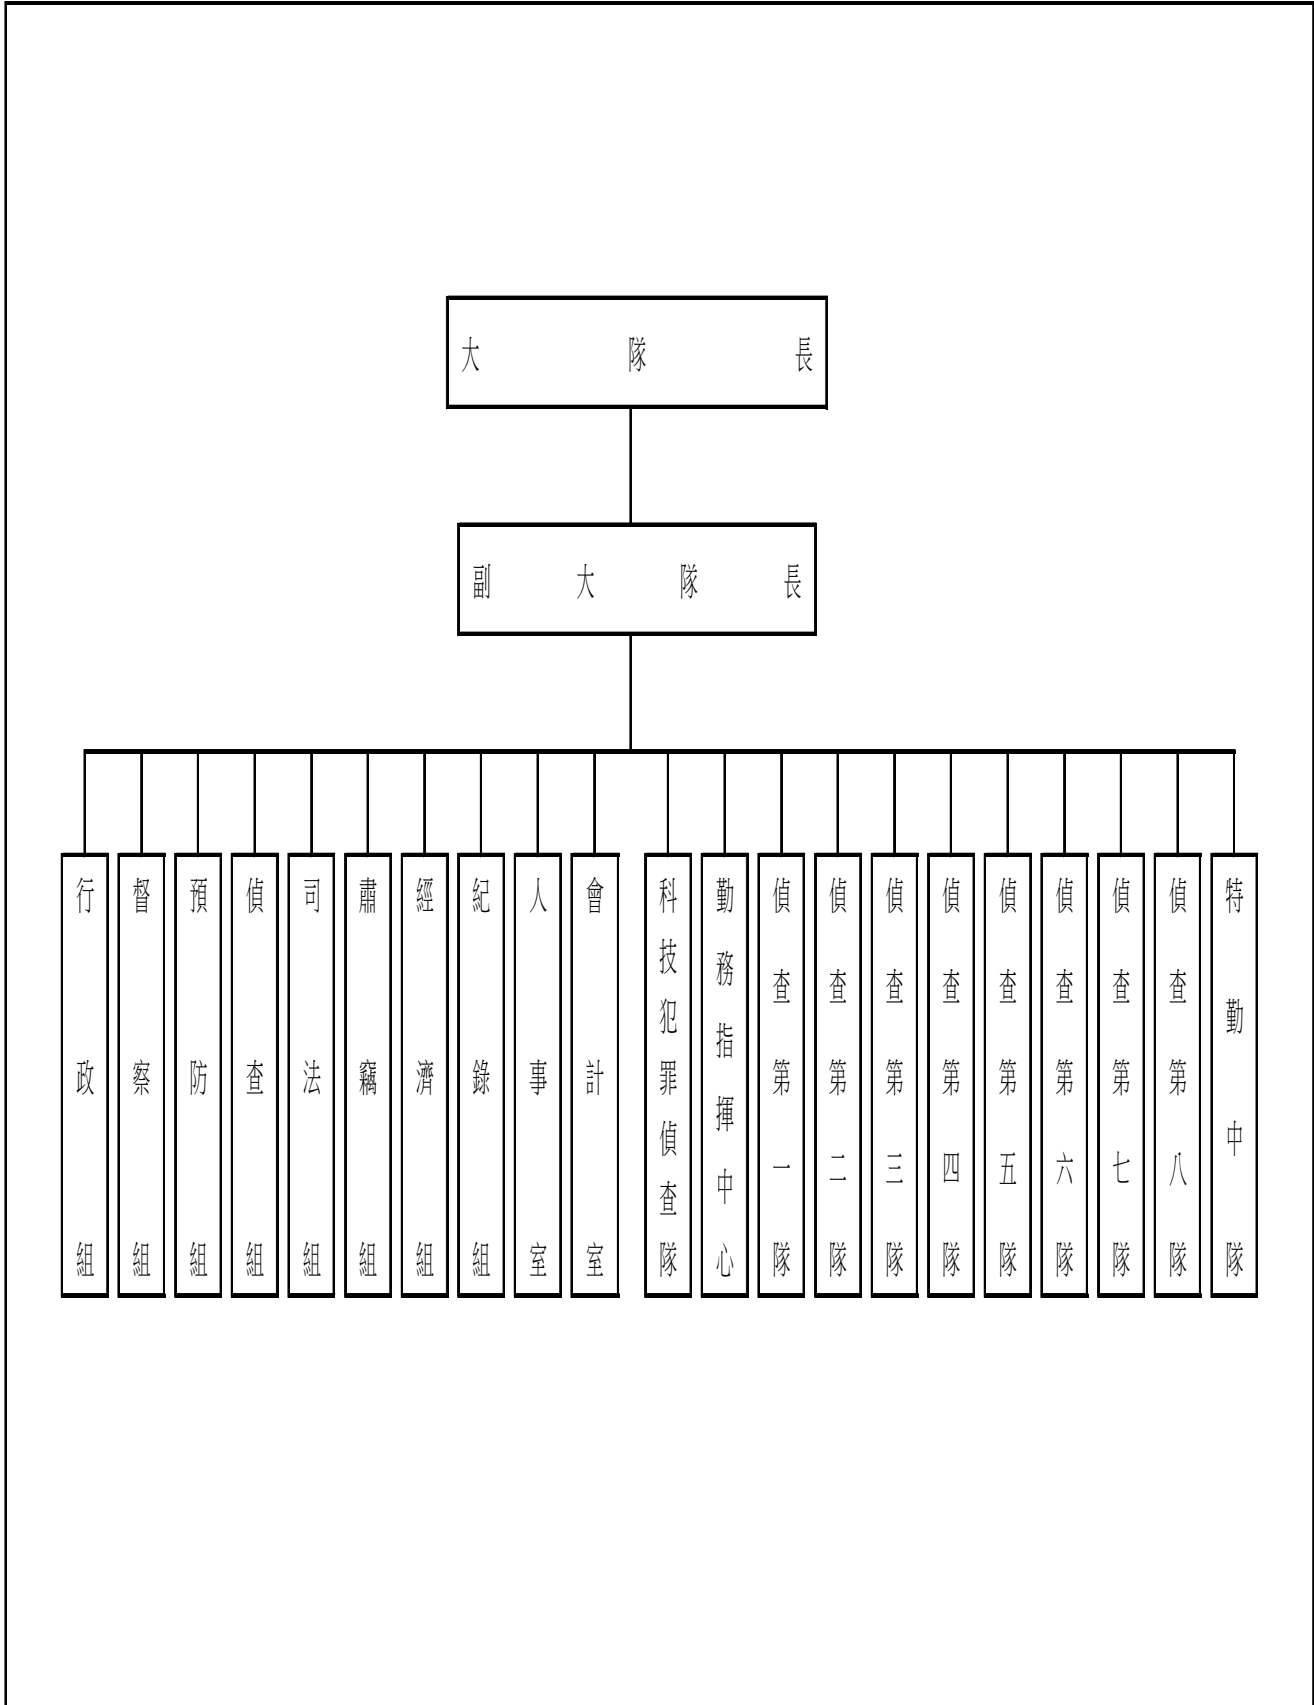 大隊長
副大隊長
行政組
督察組
預防組
偵查組
司法組
肅竊組
經濟組
紀錄組
人事室
會計室
科技犯罪偵查隊
勤務指揮中心
偵查第一隊
偵查第二隊
偵查第三隊
偵查第四隊
偵查第五隊
偵查第六隊
偵查第七隊
偵查第八隊
特勤中隊